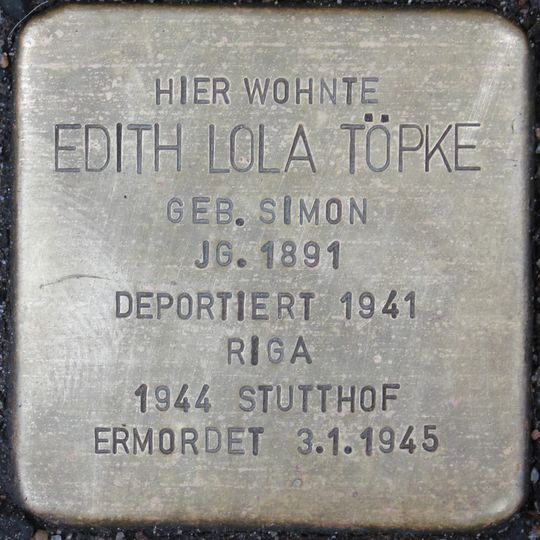 HIER WOHNTE
EDITH LOLA TÖPKE
GEB. SIMON
JG. 1891
DEPORTIERT 1941
RIGA
1944 STUTTHOF
ERMORDET 3.1.1945